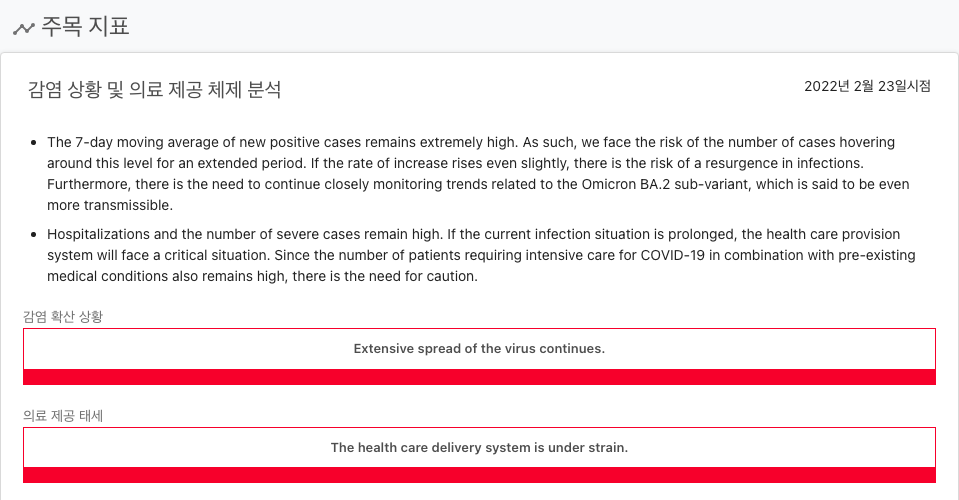 주목 지표
감염 상황 및 의료 제공 체제 분석
2022년 2월 23일시점
The 7-day moving average of new positive cases remains extremely high. As such, we face the risk of the number of cases hovering
around this level for an extended period. If the rate of increase rises even slightly, there is the risk of a resurgence in infections.
Furthermore, there is the need to continue closely monitoring trends related to the Omicron BA.2 sub-variant, which is said to be even
more transmissible.
Hospitalizations and the number of severe cases remain high. If the current infection situation is prolonged, the health care provision
system will face a critical situation. Since the number of patients requiring intensive care for COVID-19 in combination with pre-existing
medical conditions also remains high, there is the need for caution.
감염 확산 상황
Extensive spread of the virus continues.
의료 제공 태세
The health care delivery system is under strain.